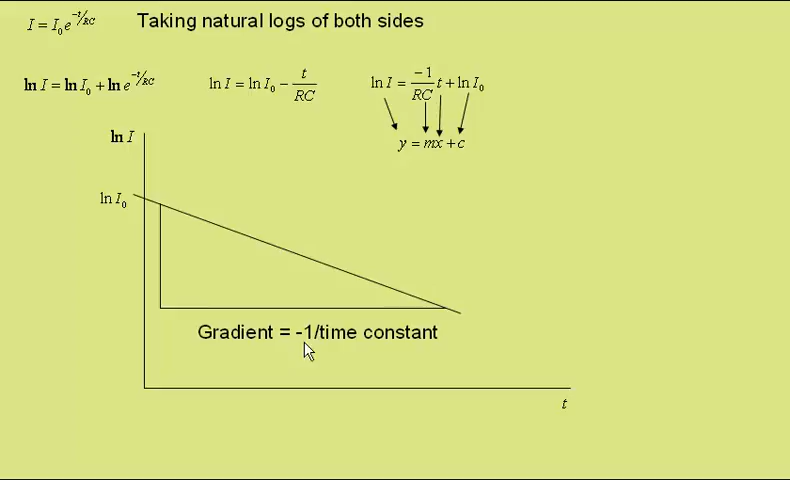 I = I₀e^(-t/RC) Taking natural logs of both sides
ln I = ln I₀ + ln e^(-t/RC) ln I = ln I₀ - t/RC ln I = -1/RC t + ln I₀
y = mx + c
ln I
ln I₀
Gradient = -1/time constant
t